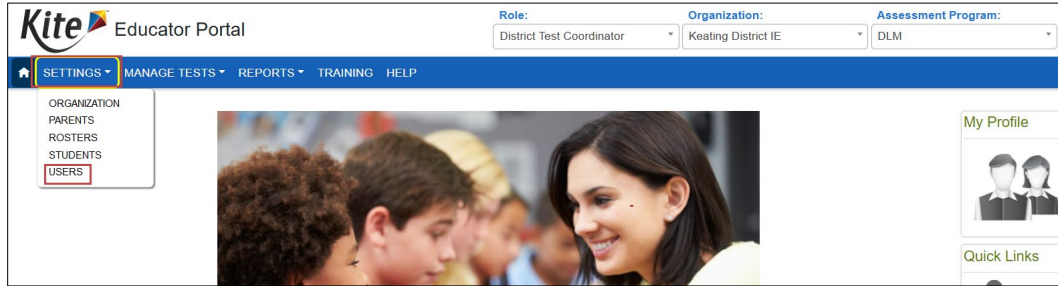 Kite Educator Portal
Role: Organization: Assessment Program:
District Test Coordinator Keating District IE DLM
SETTINGS MANAGE TESTS REPORTS TRAINING HELP
ORGANIZATION
PARENTS
ROSTERS
STUDENTS
USERS
My Profile
Quick Links